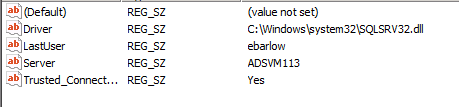 (Default) REG_SZ (value not set)
Driver REG_SZ C:\Windows\system32\SQLSRV32.dll
LastUser REG_SZ ebarlow
Server REG_SZ ADSVM113
Trusted_Connect... REG_SZ Yes